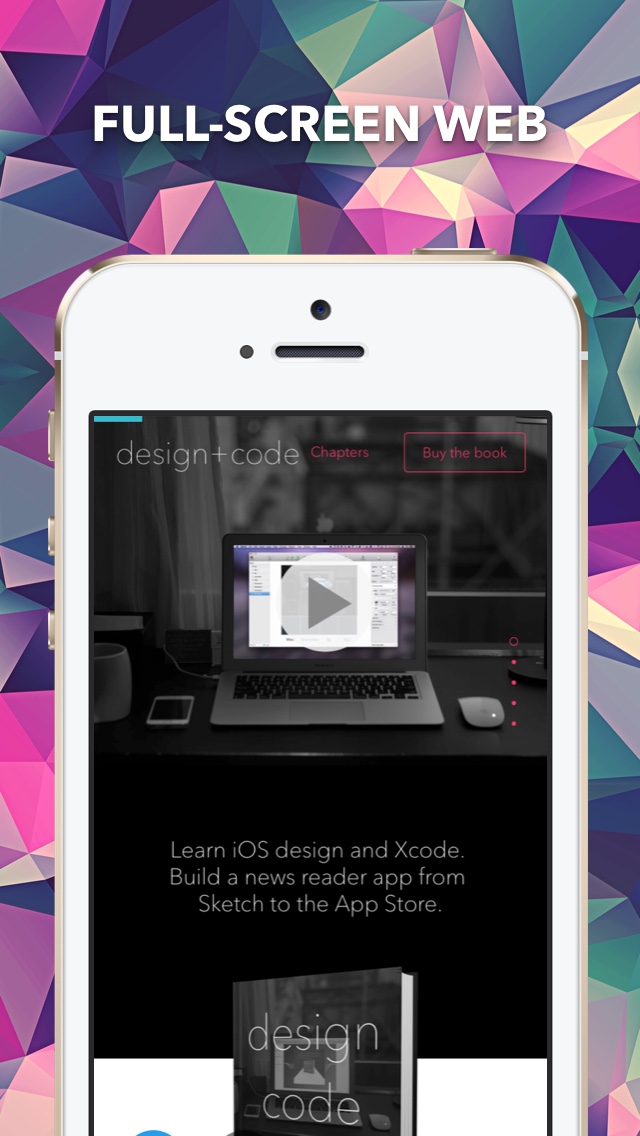 FULL-SCREEN WEB
design+code Chapters Buy the book
Learn iOS design and Xcode.
Build a news reader app from
Sketch to the App Store.
design
code